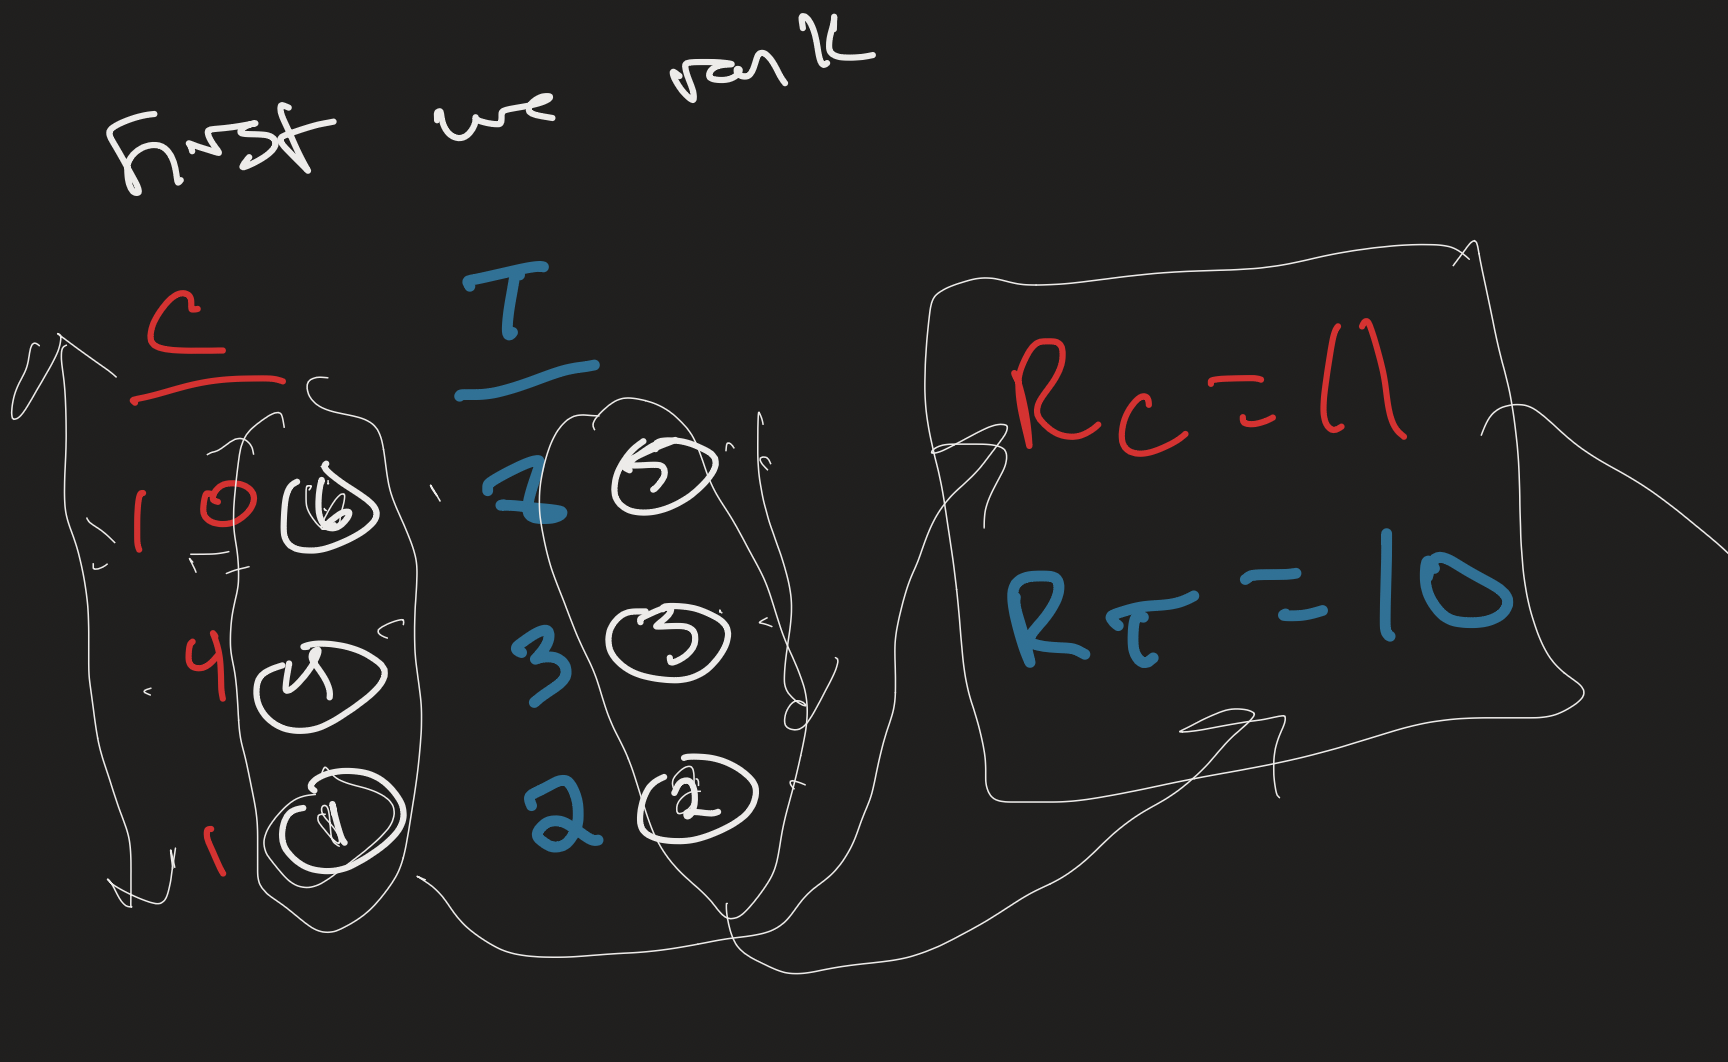 First we rank
C T
10 6 7 5
4 4 3 3
1 1 2 2
Rc = 11
RT = 10